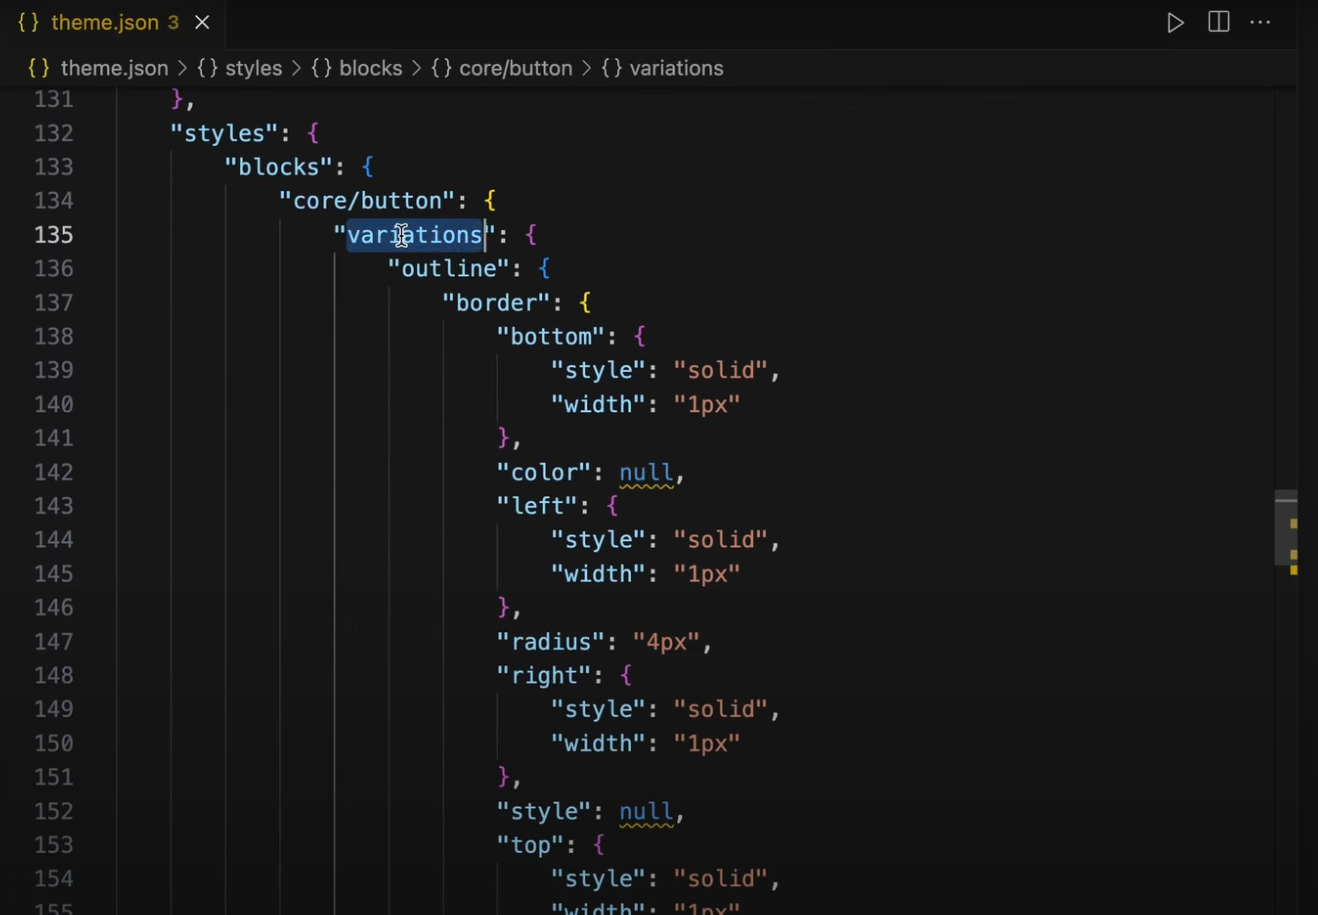 {} theme.json 3 ×
{} theme.json > {} styles > {} blocks > {} core/button > {} variations
131 },
132 "styles": {
133 "blocks": {
134 "core/button": {
135 "variations": {
136 "outline": {
137 "border": {
138 "bottom": {
139 "style": "solid",
140 "width": "1px"
141 },
142 "color": null,
143 "left": {
144 "style": "solid",
145 "width": "1px"
146 },
147 "radius": "4px",
148 "right": {
149 "style": "solid",
150 "width": "1px"
151 },
152 "style": null,
153 "top": {
154 "style": "solid",
155 "width": "1px"